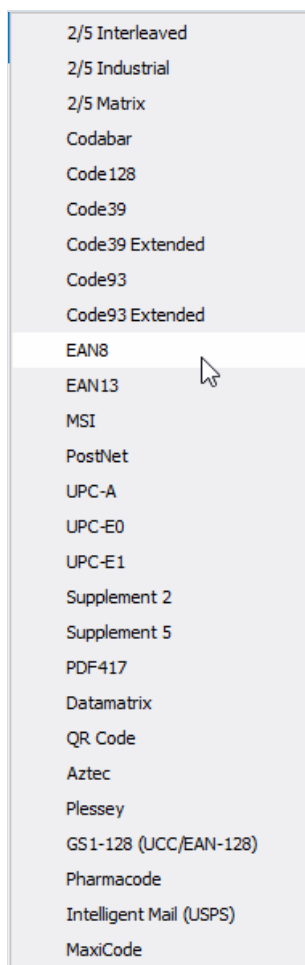 2/5 Interleaved
2/5 Industrial
2/5 Matrix
Codabar
Code128
Code39
Code39 Extended
Code93
Code93 Extended
EAN8
EAN13
MSI
PostNet
UPC-A
UPC-E0
UPC-E1
Supplement 2
Supplement 5
PDF417
Datamatrix
QR Code
Aztec
Plessey
GS1-128 (UCC/EAN-128)
Pharmacode
Intelligent Mail (USPS)
MaxiCode